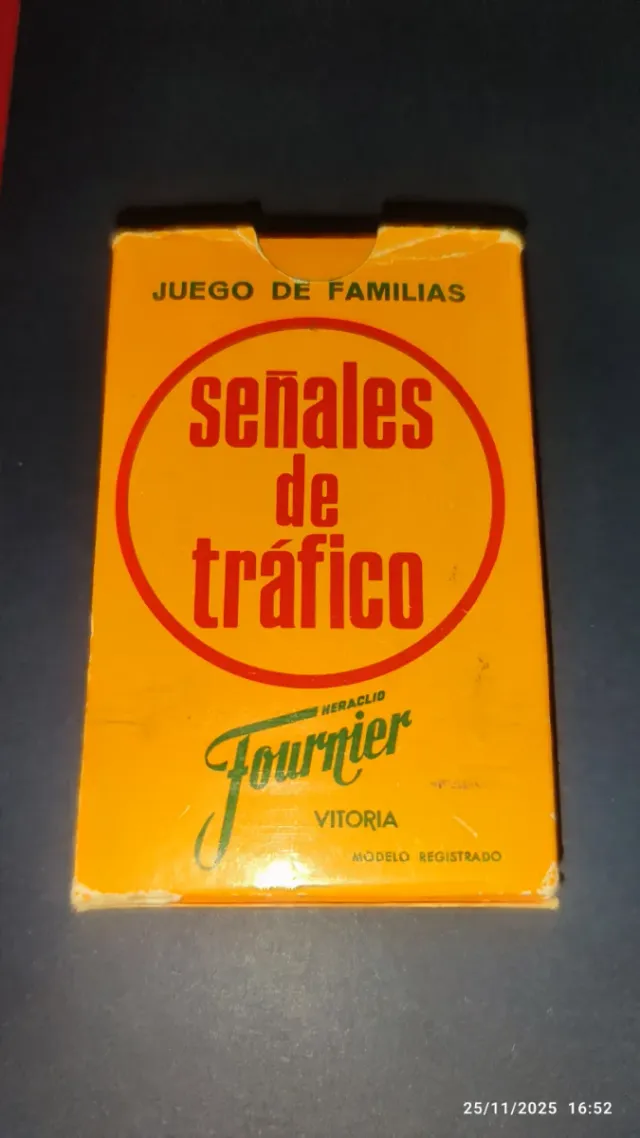 JUEGO DE FAMILIAS
señales
de
tráfico
HERACLIO
Fournier
VITORIA
MODELO REGISTRADO
25/11/2025 16:52